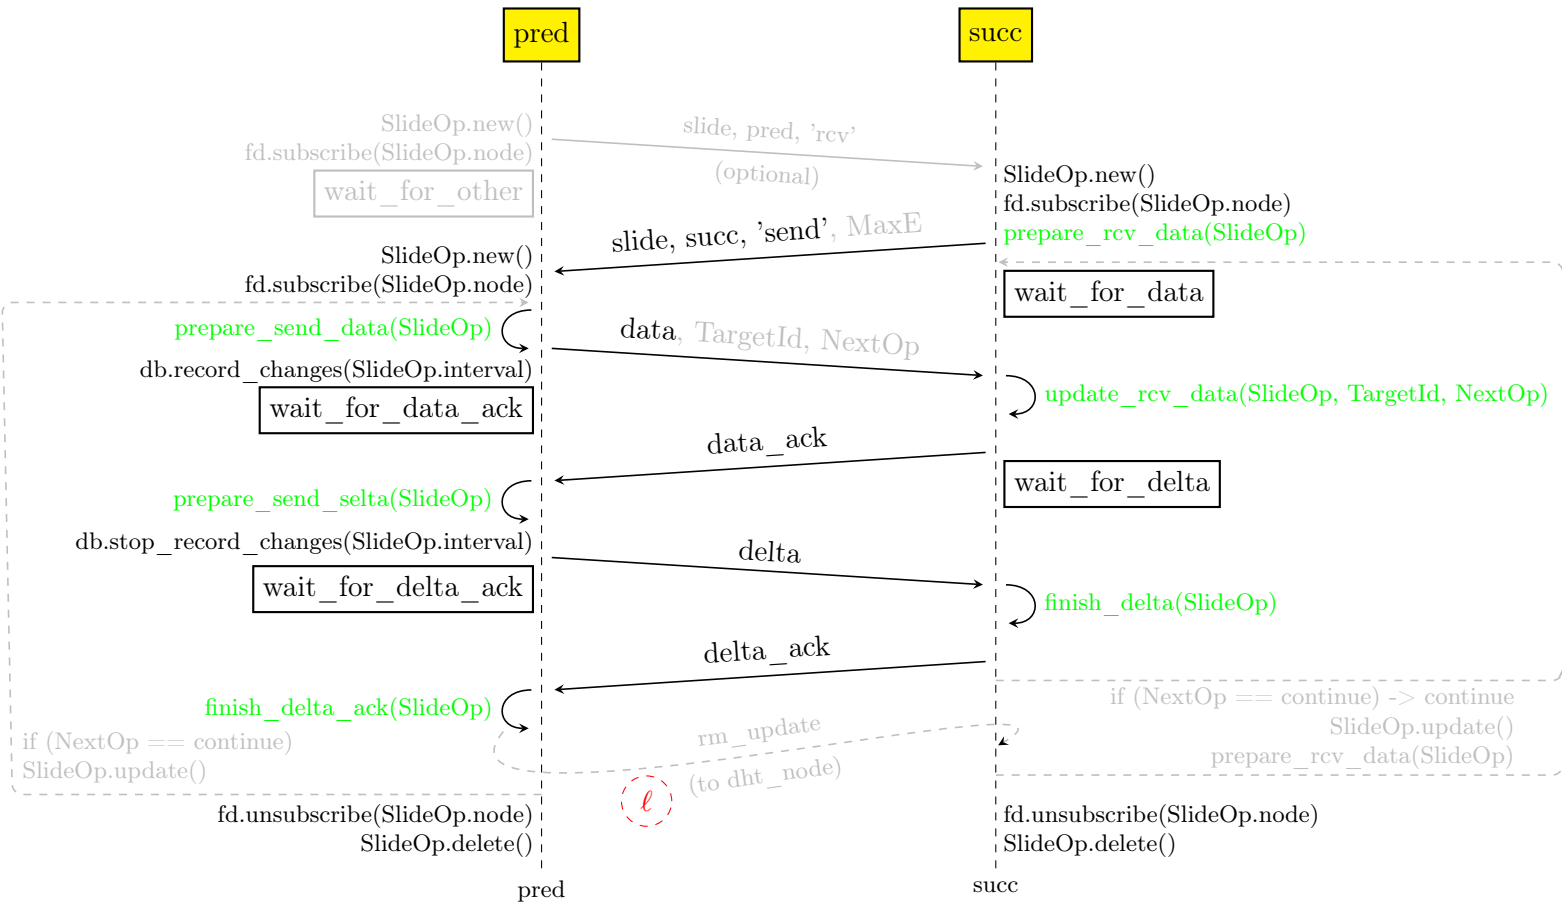 pred
succ
SlideOp.new()
fd.subscribe(SlideOp.node)
wait_for_other
slide, pred, 'rcv'
(optional)
SlideOp.new()
fd.subscribe(SlideOp.node)
prepare_rcv_data(SlideOp)
slide, succ, 'send', MaxE
SlideOp.new()
fd.subscribe(SlideOp.node)
wait_for_data
prepare_send_data(SlideOp)
data, TargetId, NextOp
db.record_changes(SlideOp.interval)
wait_for_data_ack
update_rcv_data(SlideOp, TargetId, NextOp)
data_ack
wait_for_delta
prepare_send_selta(SlideOp)
db.stop_record_changes(SlideOp.interval)
delta
wait_for_delta_ack
finish_delta(SlideOp)
delta_ack
finish_delta_ack(SlideOp)
if (NextOp == continue) -> continue
SlideOp.update()
prepare_rcv_data(SlideOp)
if (NextOp == continue)
SlideOp.update()
rm_update
(to dht_node)
ℓ
fd.unsubscribe(SlideOp.node)
SlideOp.delete()
fd.unsubscribe(SlideOp.node)
SlideOp.delete()
pred
succ